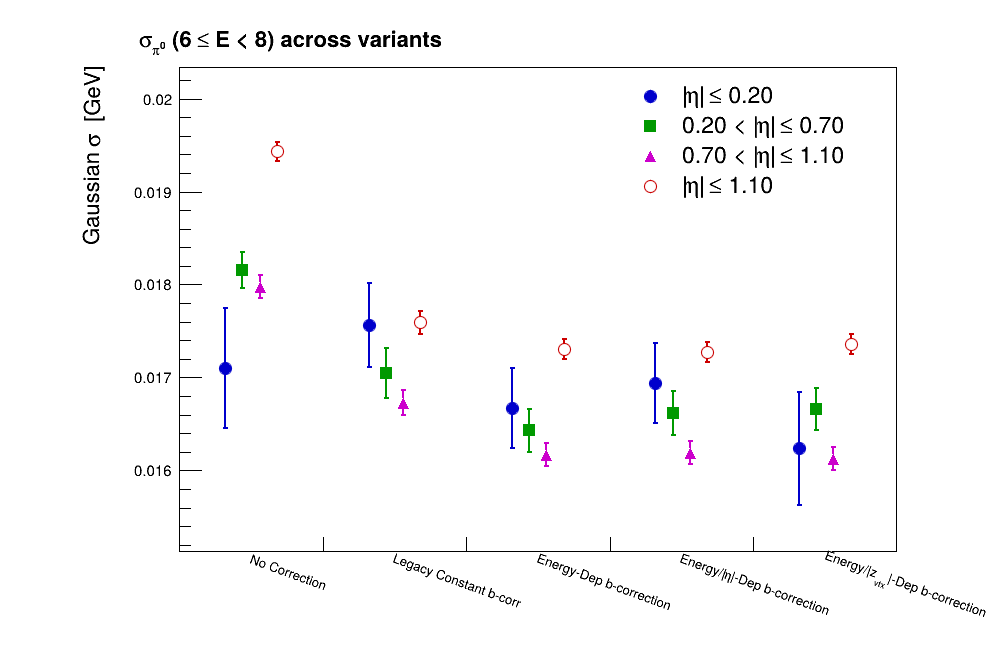 σπ⁰ (6 ≤ E < 8) across variants
Gaussian σ [GeV]
0.02
0.019
0.018
0.017
0.016
|η| ≤ 0.20
0.20 < |η| ≤ 0.70
0.70 < |η| ≤ 1.10
|η| ≤ 1.10
No Correction
Legacy Constant b-corr
Energy-Dep b-correction
Energy/|η|-Dep b-correction
Energy/|z_vtx|-Dep b-correction